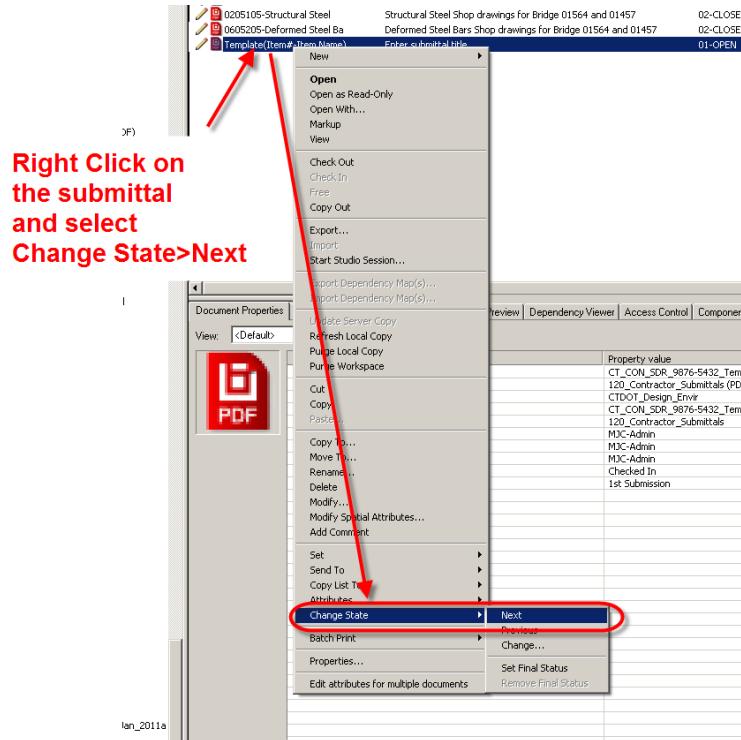 0205105-Structural Steel Structural Steel Shop drawings for Bridge 01564 and 01457 02-CLOSE
0605205-Deformed Steel Ba Deformed Steel Bars Shop drawings for Bridge 01564 and 01457 02-CLOSE
Template(Item#-Item Name) Enter submittal title 01-OPEN
DF)
Right Click on
the submittal
and select
Change State>Next
New
Open
Open as Read-Only
Open With...
Markup
View
Check Out
Check In
Free
Copy Out
Export...
Import
Start Studio Session...
Export Dependency Map(s)...
Import Dependency Map(s)...
Update Server Copy
Refresh Local Copy
Purge Local Copy
Purge Workspace
Cut
Copy
Paste...
Copy To...
Move To...
Rename...
Delete
Modify...
Modify Spatial Attributes...
Add Comment
Set
Send To
Copy List To
Attributes
Change State
Batch Print
Properties...
Edit attributes for multiple documents
Next
Previous
Change...
Set Final Status
Remove Final Status
Document Properties Preview Dependency Viewer Access Control Componen
View: <Default>
PDF
Property value
CT_CON_SDR_9876-5432_Tem
120_Contractor_Submittals (PD
CTDOT_Design_Envir
CT_CON_SDR_9876-5432_Tem
120_Contractor_Submittals
MJC-Admin
MJC-Admin
MJC-Admin
Checked In
1st Submission
Jan_2011a